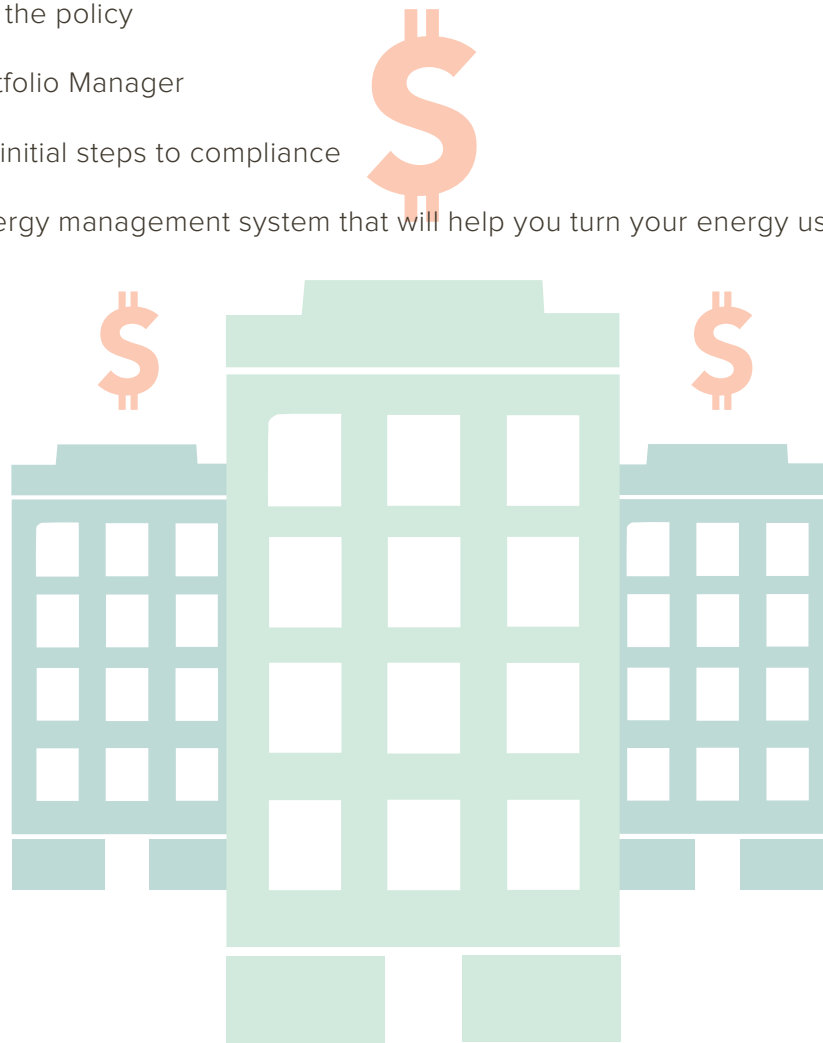 the policy
tfolio Manager
initial steps to compliance
ergy management system that will help you turn your energy us
$
$ $